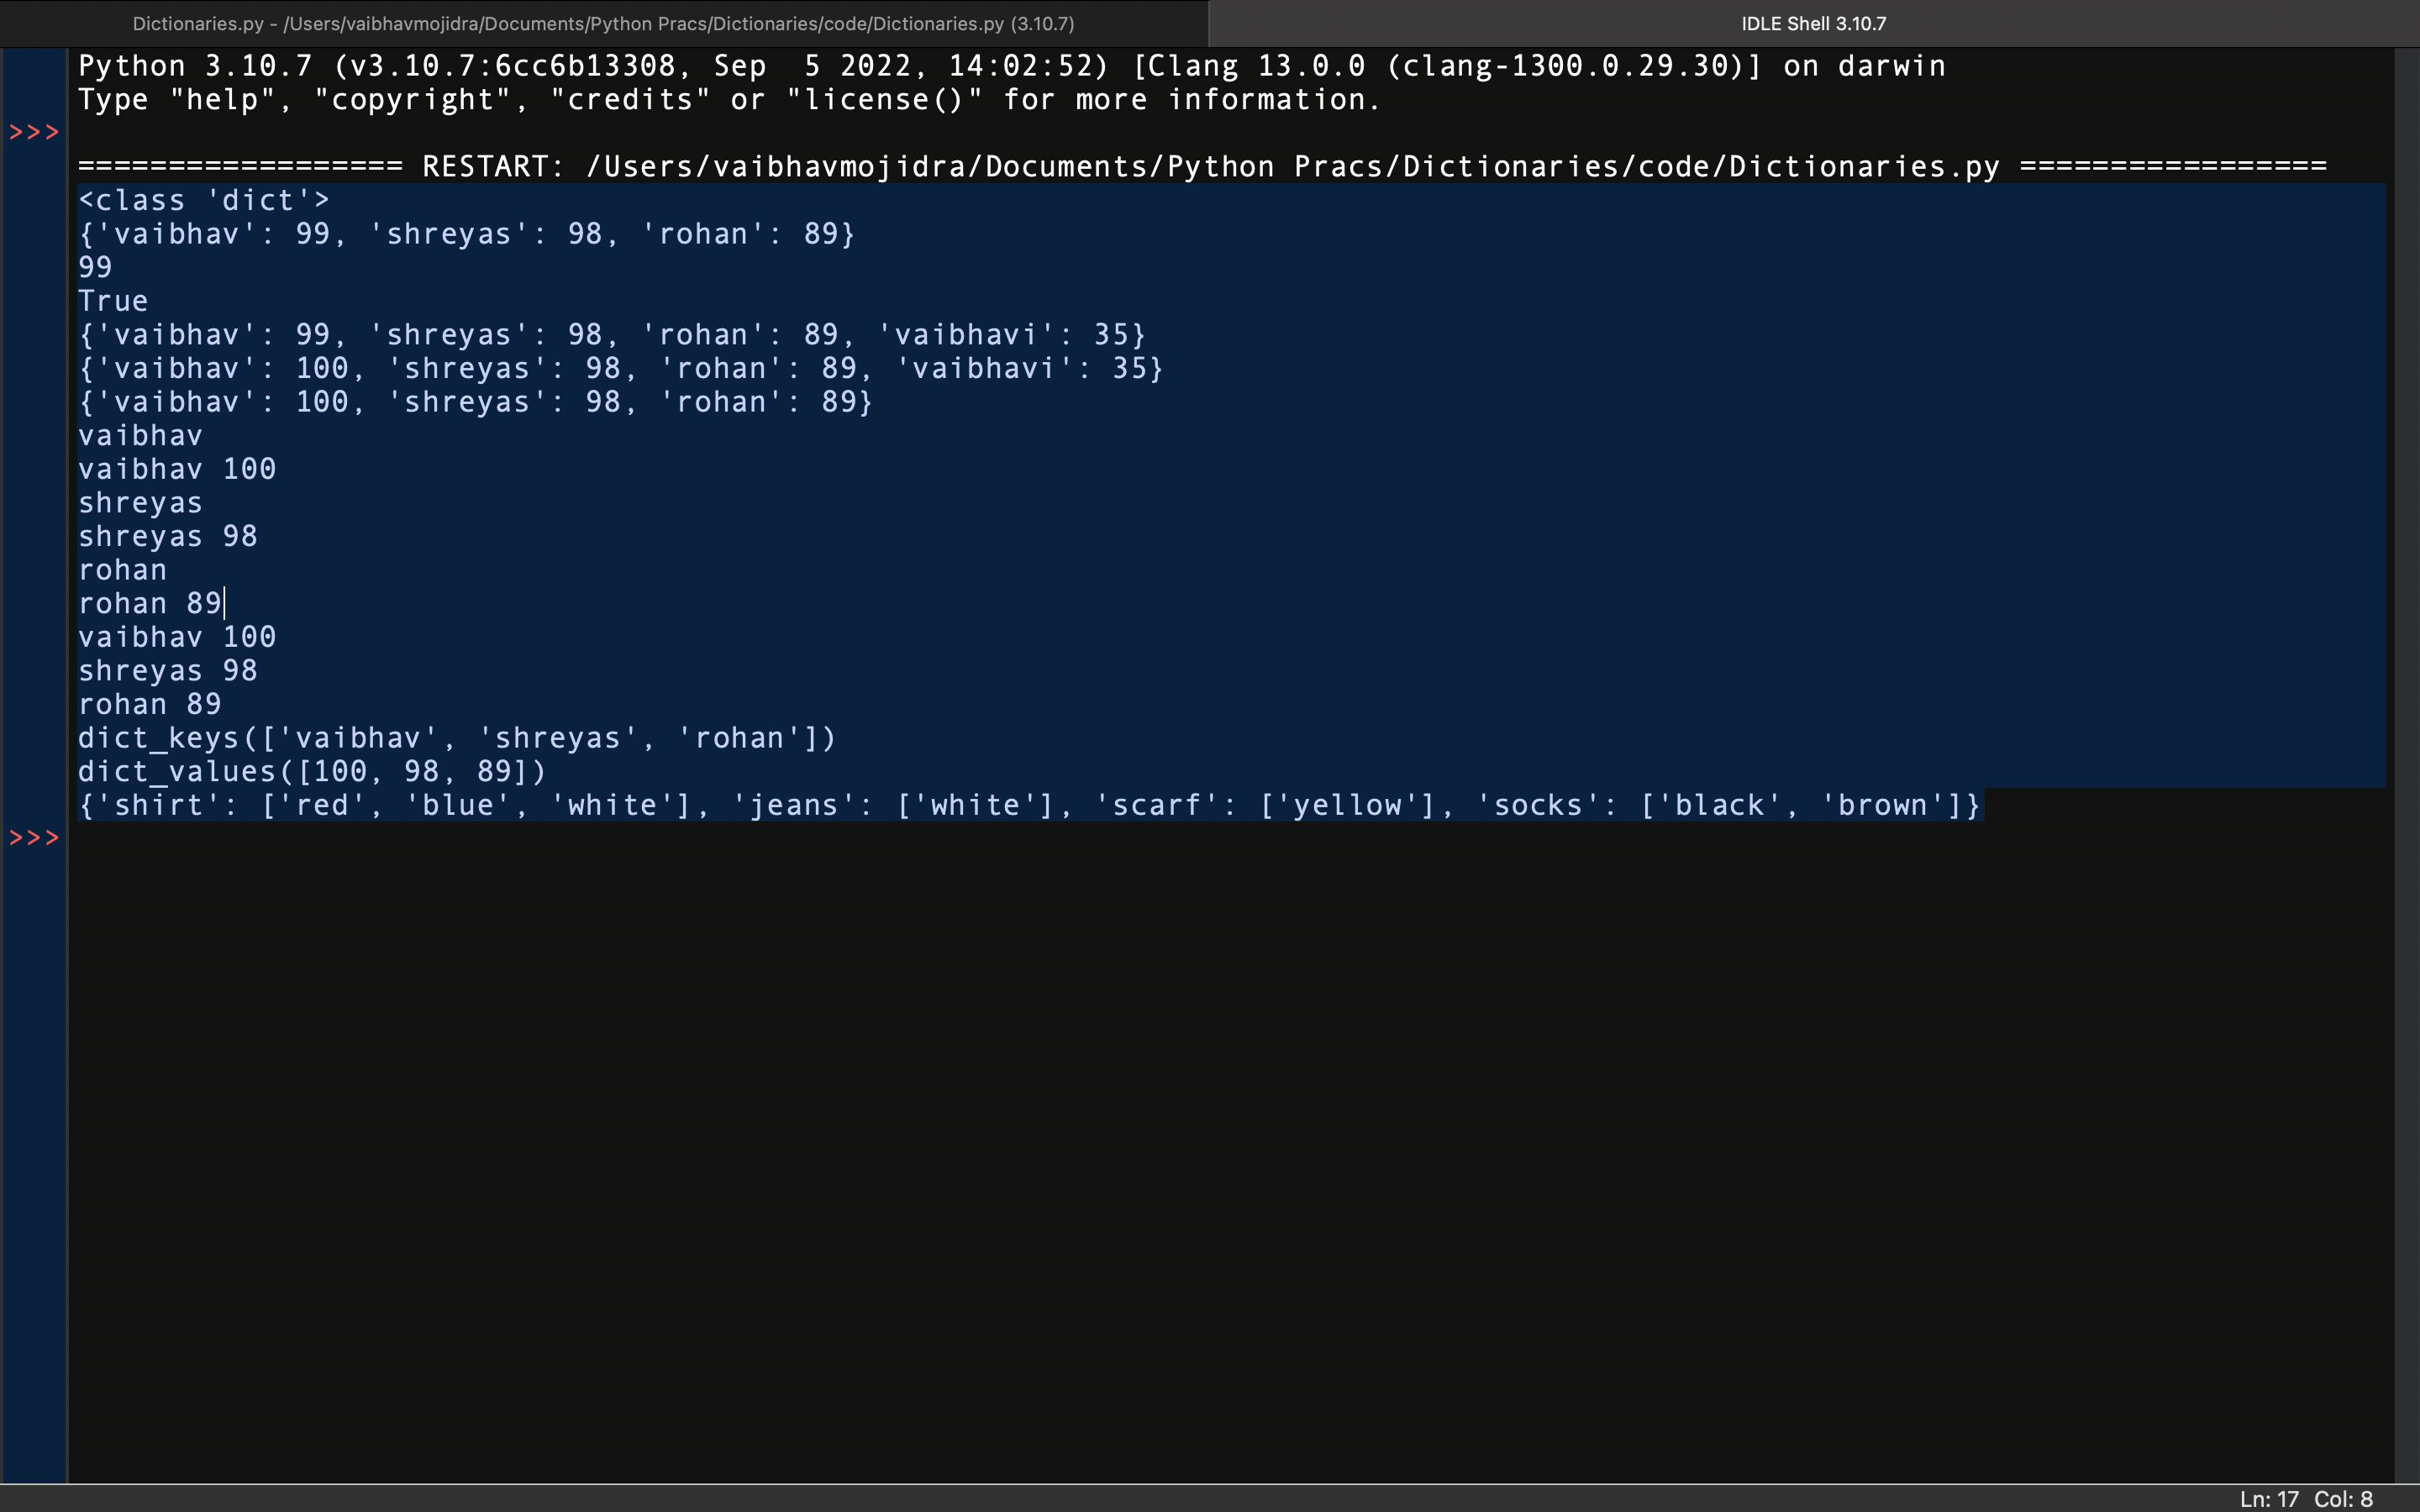 Dictionaries.py - /Users/vaibhavmojidra/Documents/Python Pracs/Dictionaries/code/Dictionaries.py (3.10.7)
IDLE Shell 3.10.7
Python 3.10.7 (v3.10.7:6cc6b13308, Sep  5 2022, 14:02:52) [Clang 13.0.0 (clang-1300.0.29.30)] on darwin
Type "help", "copyright", "credits" or "license()" for more information.
>>>
================== RESTART: /Users/vaibhavmojidra/Documents/Python Pracs/Dictionaries/code/Dictionaries.py =================
<class 'dict'>
{'vaibhav': 99, 'shreyas': 98, 'rohan': 89}
99
True
{'vaibhav': 99, 'shreyas': 98, 'rohan': 89, 'vaibhavi': 35}
{'vaibhav': 100, 'shreyas': 98, 'rohan': 89, 'vaibhavi': 35}
{'vaibhav': 100, 'shreyas': 98, 'rohan': 89}
vaibhav
vaibhav 100
shreyas
shreyas 98
rohan
rohan 89
vaibhav 100
shreyas 98
rohan 89
dict_keys(['vaibhav', 'shreyas', 'rohan'])
dict_values([100, 98, 89])
{'shirt': ['red', 'blue', 'white'], 'jeans': ['white'], 'scarf': ['yellow'], 'socks': ['black', 'brown']}
>>>
Ln: 17 Col: 8